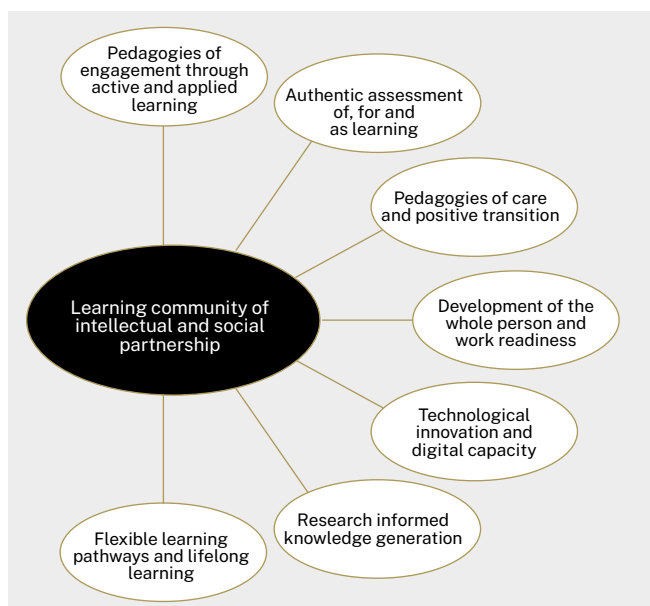 Pedagogies of
engagement through
active and applied
learning
Authentic assessment
of, for and
as learning
Pedagogies of care
and positive transition
Learning community of
intellectual and social
partnership
Development of the
whole person and
work readiness
Technological
innovation and
digital capacity
Research informed
knowledge generation
Flexible learning
pathways and lifelong
learning